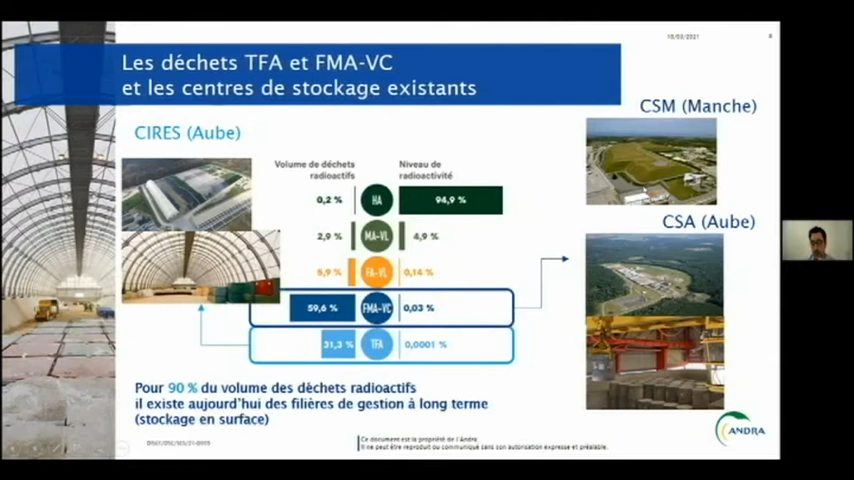 10/03/2021
8
Les déchets TFA et FMA-VC
et les centres de stockage existants
CIRES (Aube)
CSM (Manche)
CSA (Aube)
Volume de déchets
radioactifs
Niveau de
radioactivité
0,2 % HA 94,9 %
2,9 % MA-VL 4,9 %
5,9 % FA-VL 0,14 %
59,6 % FMA-VC 0,03 %
31,3 % TFA 0,0001 %
Pour 90 % du volume des déchets radioactifs
il existe aujourd'hui des filières de gestion à long terme
(stockage en surface)
ANDRA
Ce document est la propriété de l'Andra.
Il ne peut être reproduit ou communiqué sans son autorisation expresse et préalable.